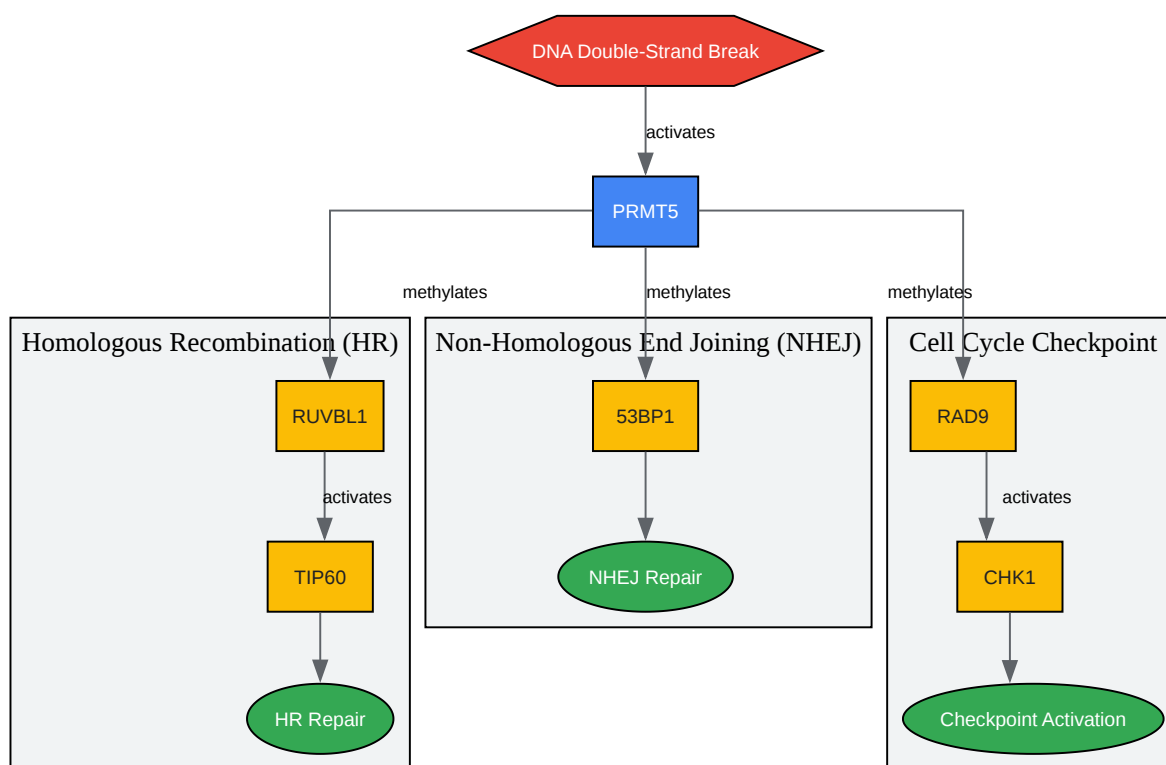 DNA Double-Strand Break
activates
PRMT5
methylates
methylates
methylates
Homologous Recombination (HR)
Non-Homologous End Joining (NHEJ)
Cell Cycle Checkpoint
RUVBL1
53BP1
RAD9
activates
activates
TIP60
NHEJ Repair
CHK1
HR Repair
Checkpoint Activation